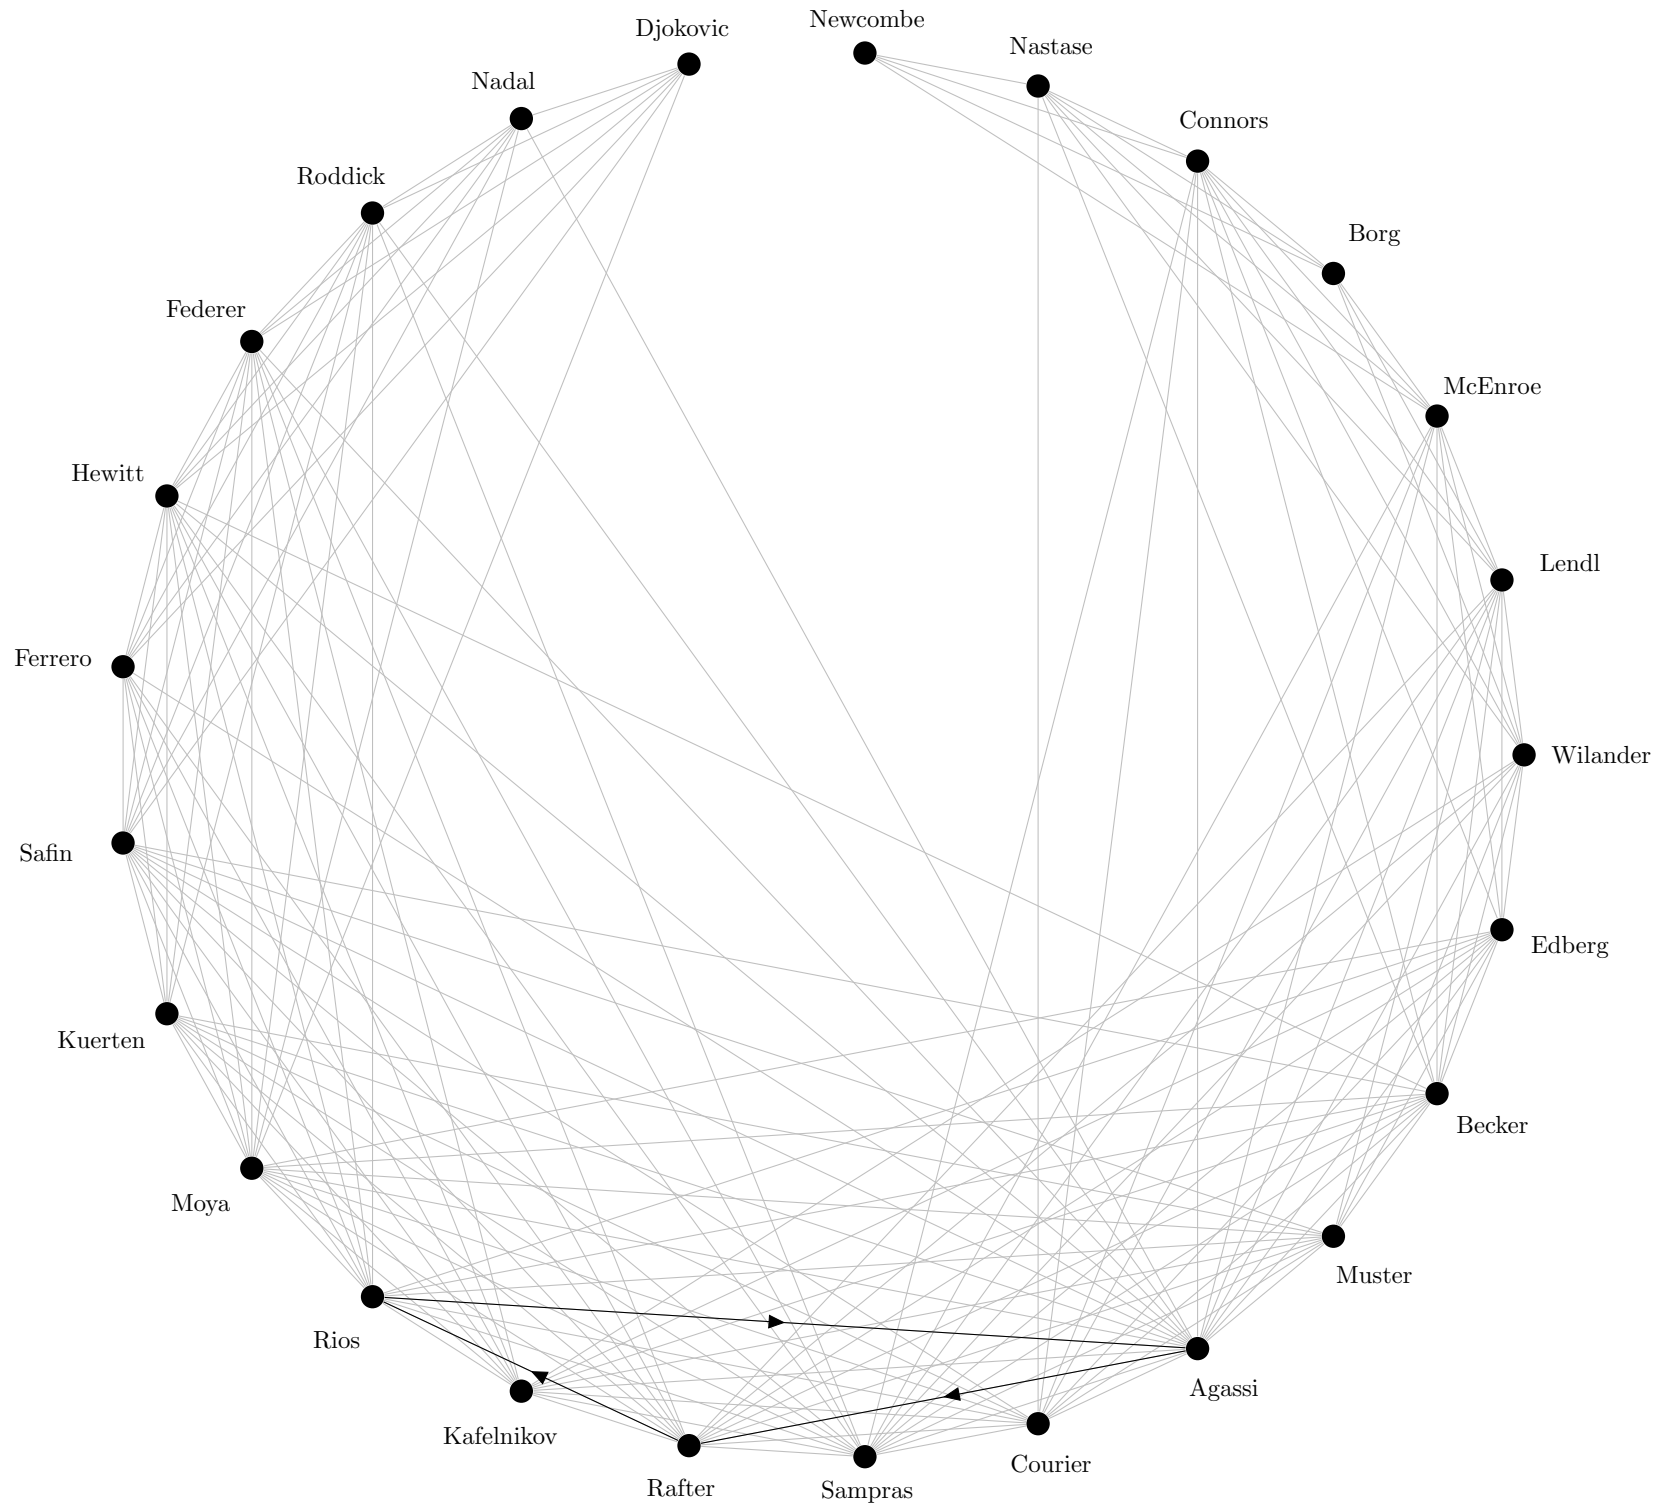 Newcombe
Djokovic
Nastase
Nadal
Connors
Roddick
Borg
Federer
McEnroe
Hewitt
Lendl
Ferrero
Wilander
Safin
Edberg
Kuerten
Becker
Moya
Muster
Rios
Agassi
Kafelnikov
Courier
Rafter
Sampras